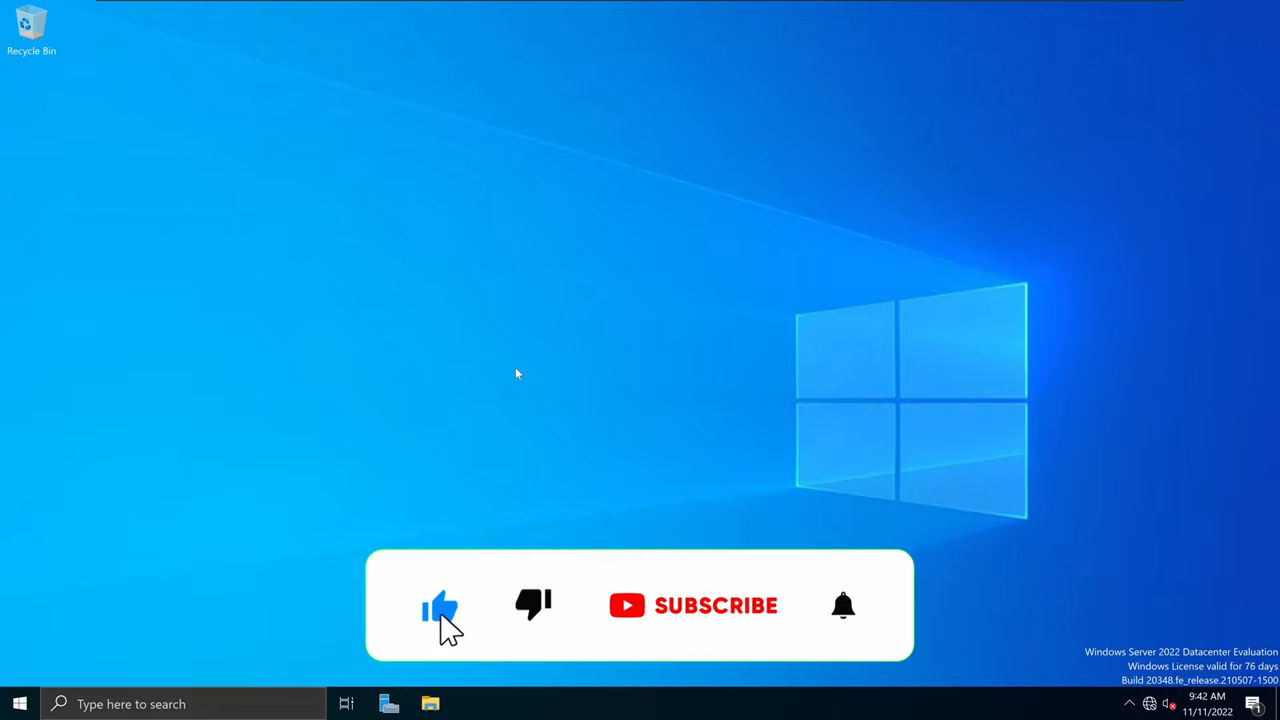 Recycle Bin
SUBSCRIBE
Windows Server 2022 Datacenter Evaluation
Windows License valid for 76 days
Build 20348.fe_release.210507-1500
Type here to search
9:42 AM
11/11/2022
1